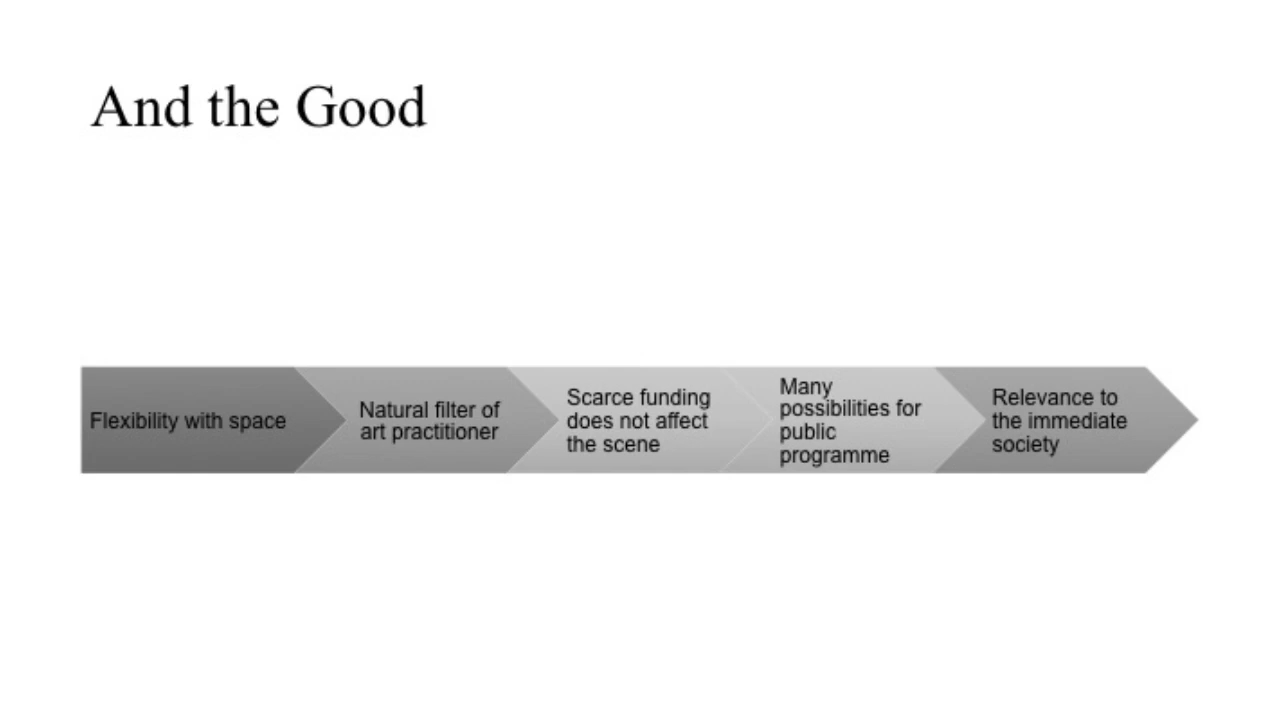 And the Good
Flexibility with space
Natural filter of
art practitioner
Scarce funding
does not affect
the scene
Many
possibilities for
public
programme
Relevance to
the immediate
society